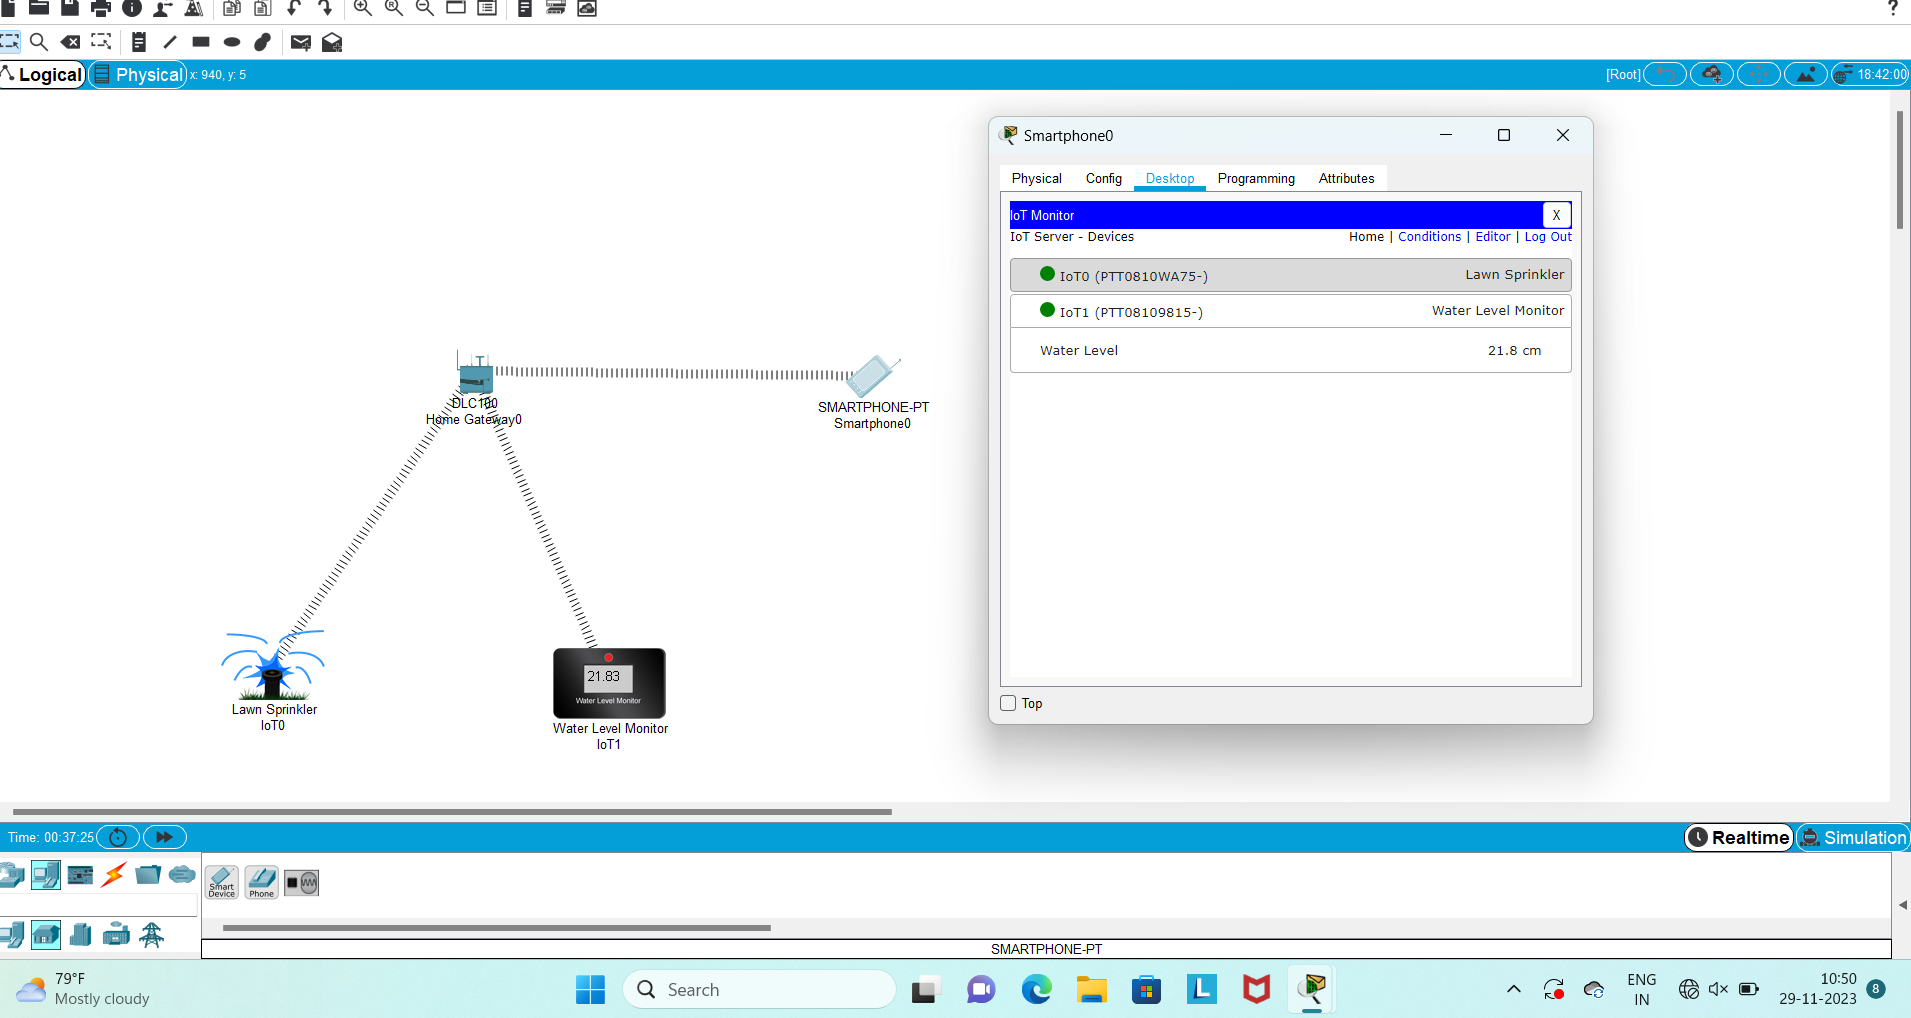 ?
Logical
Physical
x: 940, y: 5
[Root]
18:42:00
Smartphone0
Physical
Config
Desktop
Programming
Attributes
IoT Monitor
X
IoT Server - Devices
Home | Conditions | Editor | Log Out
IoT0 (PTT0810WA75-)
Lawn Sprinkler
IoT1 (PTT08109815-)
Water Level Monitor
Water Level
21.8 cm
Top
DLC100
Home Gateway0
SMARTPHONE-PT
Smartphone0
Lawn Sprinkler
IoT0
21.83
Water Level Monitor
Water Level Monitor
IoT1
Time: 00:37:25
Realtime
Simulation
Smart
Device
Phone
SMARTPHONE-PT
79°F
Mostly cloudy
Search
L
ENG
IN
10:50
29-11-2023
8